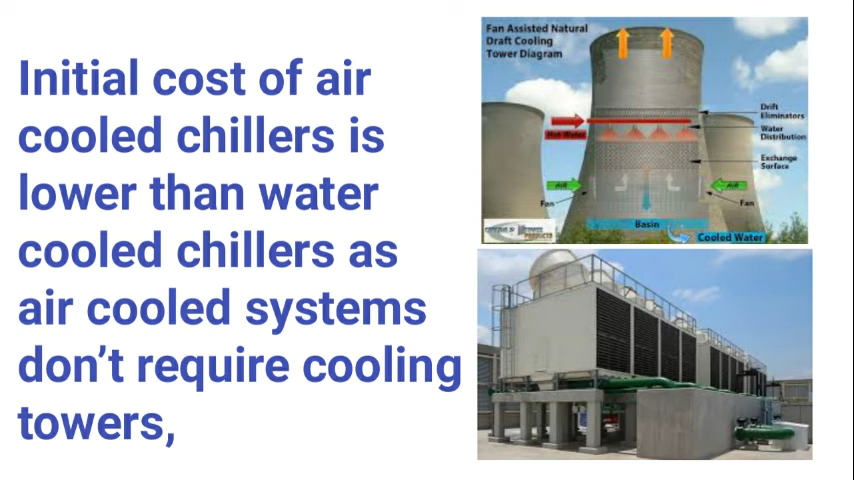 Initial cost of air
cooled chillers is
lower than water
cooled chillers as
air cooled systems
don't require cooling
towers,
Fan Assisted Natural
Draft Cooling
Tower Diagram
Drift
Eliminators
Hot Water
Water
Distribution
Exchange
Surface
AIR
AIR
Fan
Fan
Basin
Cooled Water
PRODUCTS